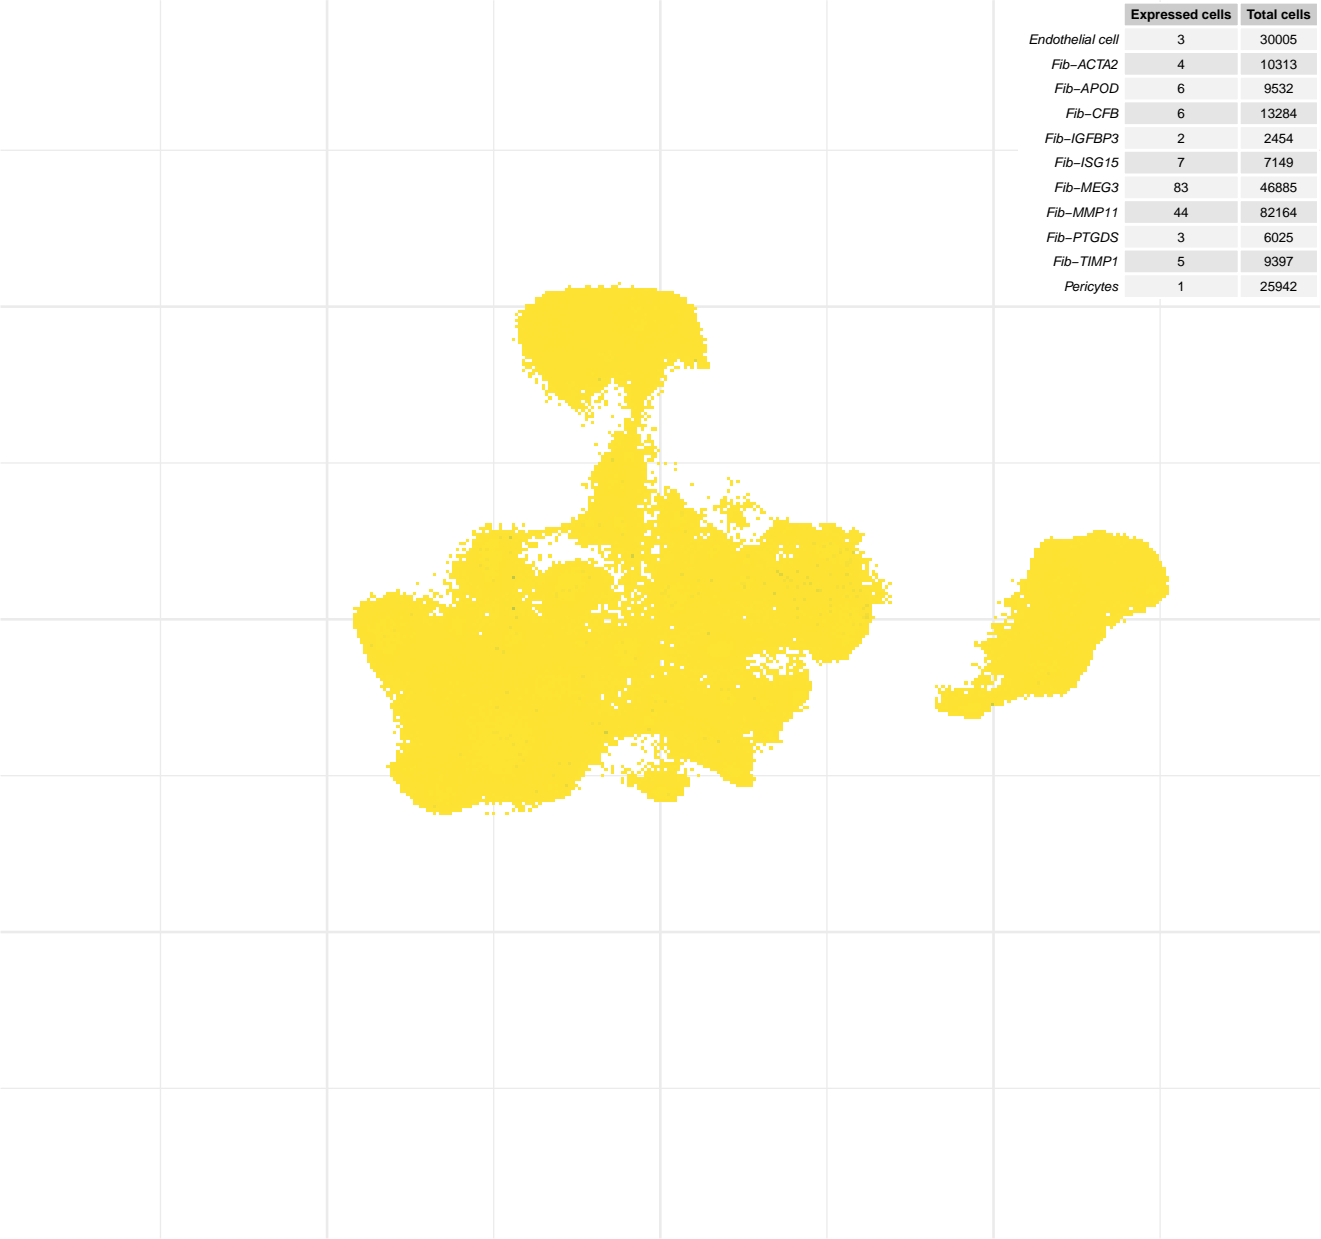 Expressed cells Total cells
Endothelial cell 3 30005
Fib−ACTA2 4 10313
Fib−APOD 6 9532
Fib−CFB 6 13284
Fib−IGFBP3 2 2454
Fib−ISG15 7 7149
Fib−MEG3 83 46885
Fib−MMP11 44 82164
Fib−PTGDS 3 6025
Fib−TIMP1 5 9397
Pericytes 1 25942